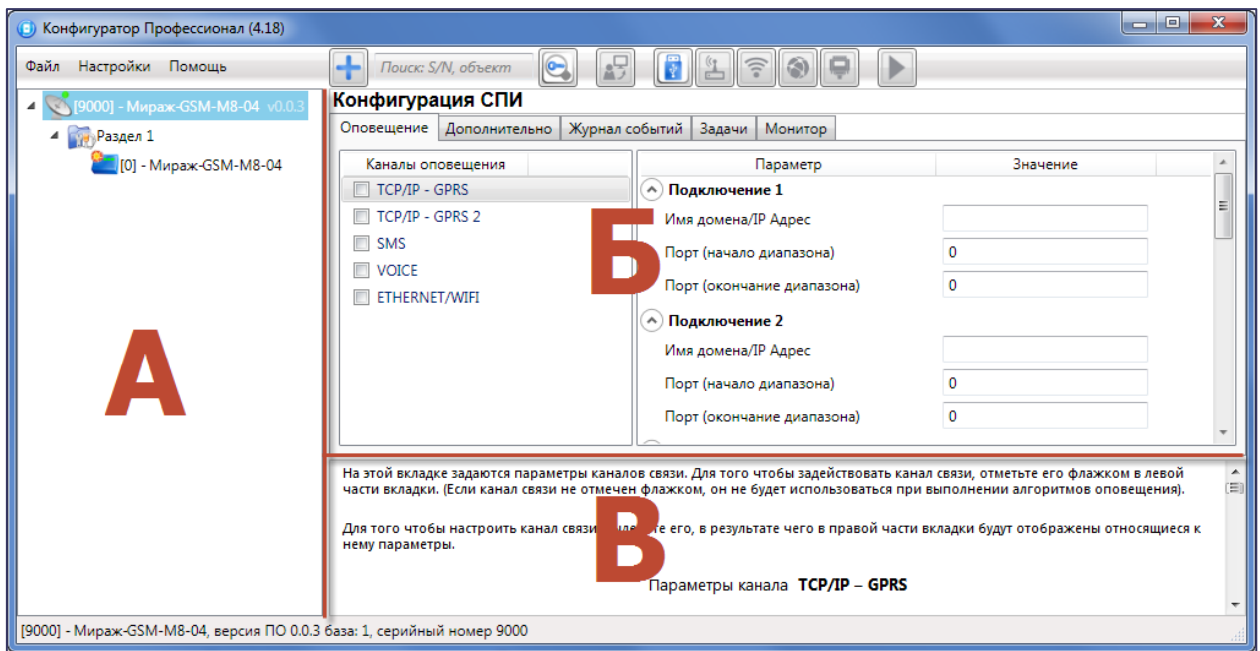 Конфигуратор Профессионал (4.18)
Файл Настройки Помощь
Поиск: S/N, объект
[9000] - Мираж-GSM-M8-04 v0.0.3
Раздел 1
[0] - Мираж-GSM-M8-04
А
Конфигурация СПИ
Оповещение Дополнительно Журнал событий Задачи Монитор
Каналы оповещения
TCP/IP - GPRS
TCP/IP - GPRS 2
SMS
VOICE
ETHERNET/WIFI
Параметр Значение
Подключение 1
Имя домена/IP Адрес
Порт (начало диапазона) 0
Порт (окончание диапазона) 0
Подключение 2
Имя домена/IP Адрес
Порт (начало диапазона) 0
Порт (окончание диапазона) 0
Б
На этой вкладке задаются параметры каналов связи. Для того чтобы задействовать канал связи, отметьте его флажком в левой
части вкладки. (Если канал связи не отмечен флажком, он не будет использоваться при выполнении алгоритмов оповещения).
Для того чтобы настроить канал связи его, в результате чего в правой части вкладки будут отображены относящиеся к
нему параметры.
В
Параметры канала TCP/IP – GPRS
[9000] - Мираж-GSM-M8-04, версия ПО 0.0.3 база: 1, серийный номер 9000